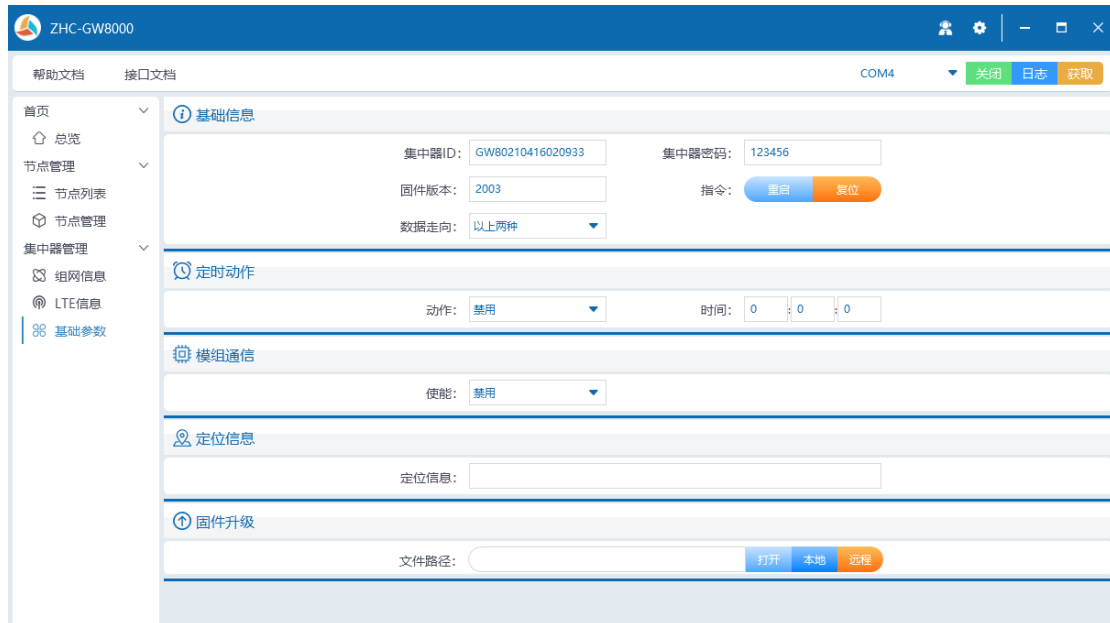 ZHC-GW8000
帮助文档 接口文档 COM4 关闭 日志 获取
首页
总览
节点管理
节点列表
节点管理
集中器管理
组网信息
LTE信息
基础参数
基础信息
集中器ID: GW80210416020933 集中器密码: 123456
固件版本: 2003 指令: 重启 复位
数据走向: 以上两种
定时动作
动作: 禁用 时间: 0 : 0 : 0
模组通信
使能: 禁用
定位信息
定位信息:
固件升级
文件路径: 打开 本地 远程